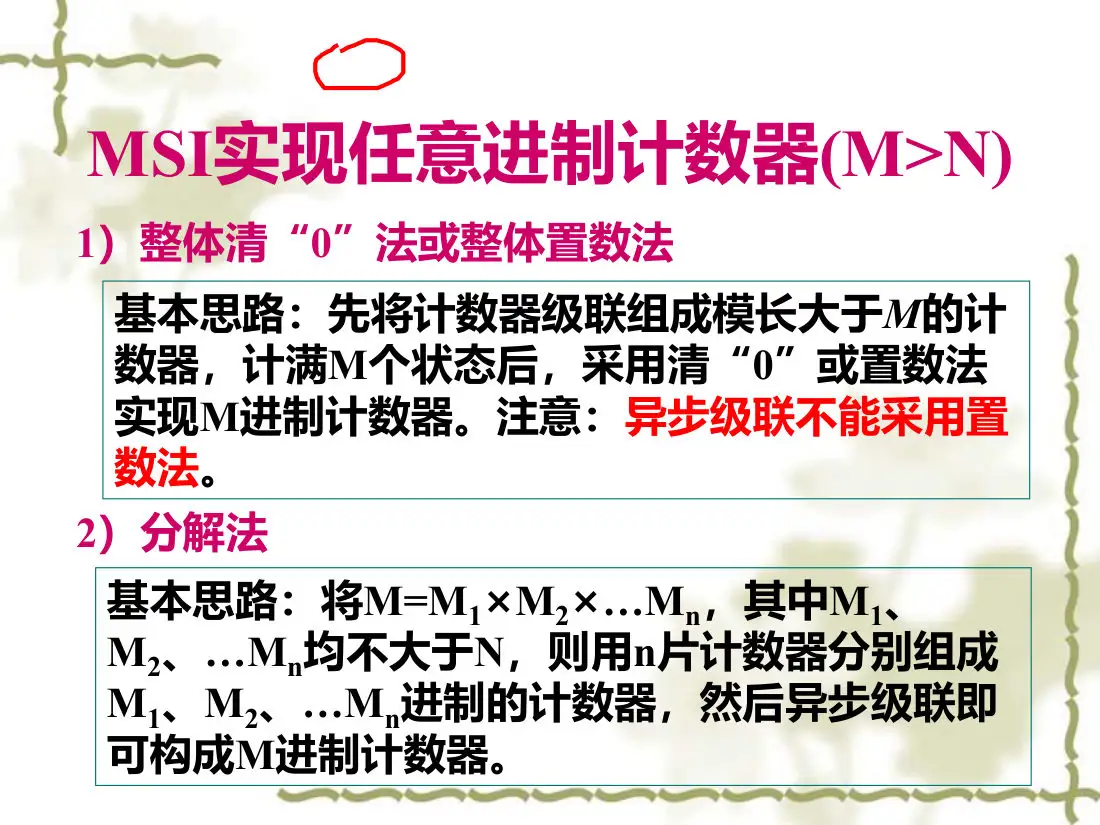 MSI实现任意进制计数器(M>N)
1）整体清“0”法或整体置数法
基本思路：先将计数器级联组成模长大于M的计
数器，计满M个状态后，采用清“0”或置数法
实现M进制计数器。注意：异步级联不能采用置
数法。
2）分解法
基本思路：将M=M₁×M₂×…Mₙ，其中M₁、
M₂、…Mₙ均不大于N，则用n片计数器分别组成
M₁、M₂、…Mₙ进制的计数器，然后异步级联即
可构成M进制计数器。